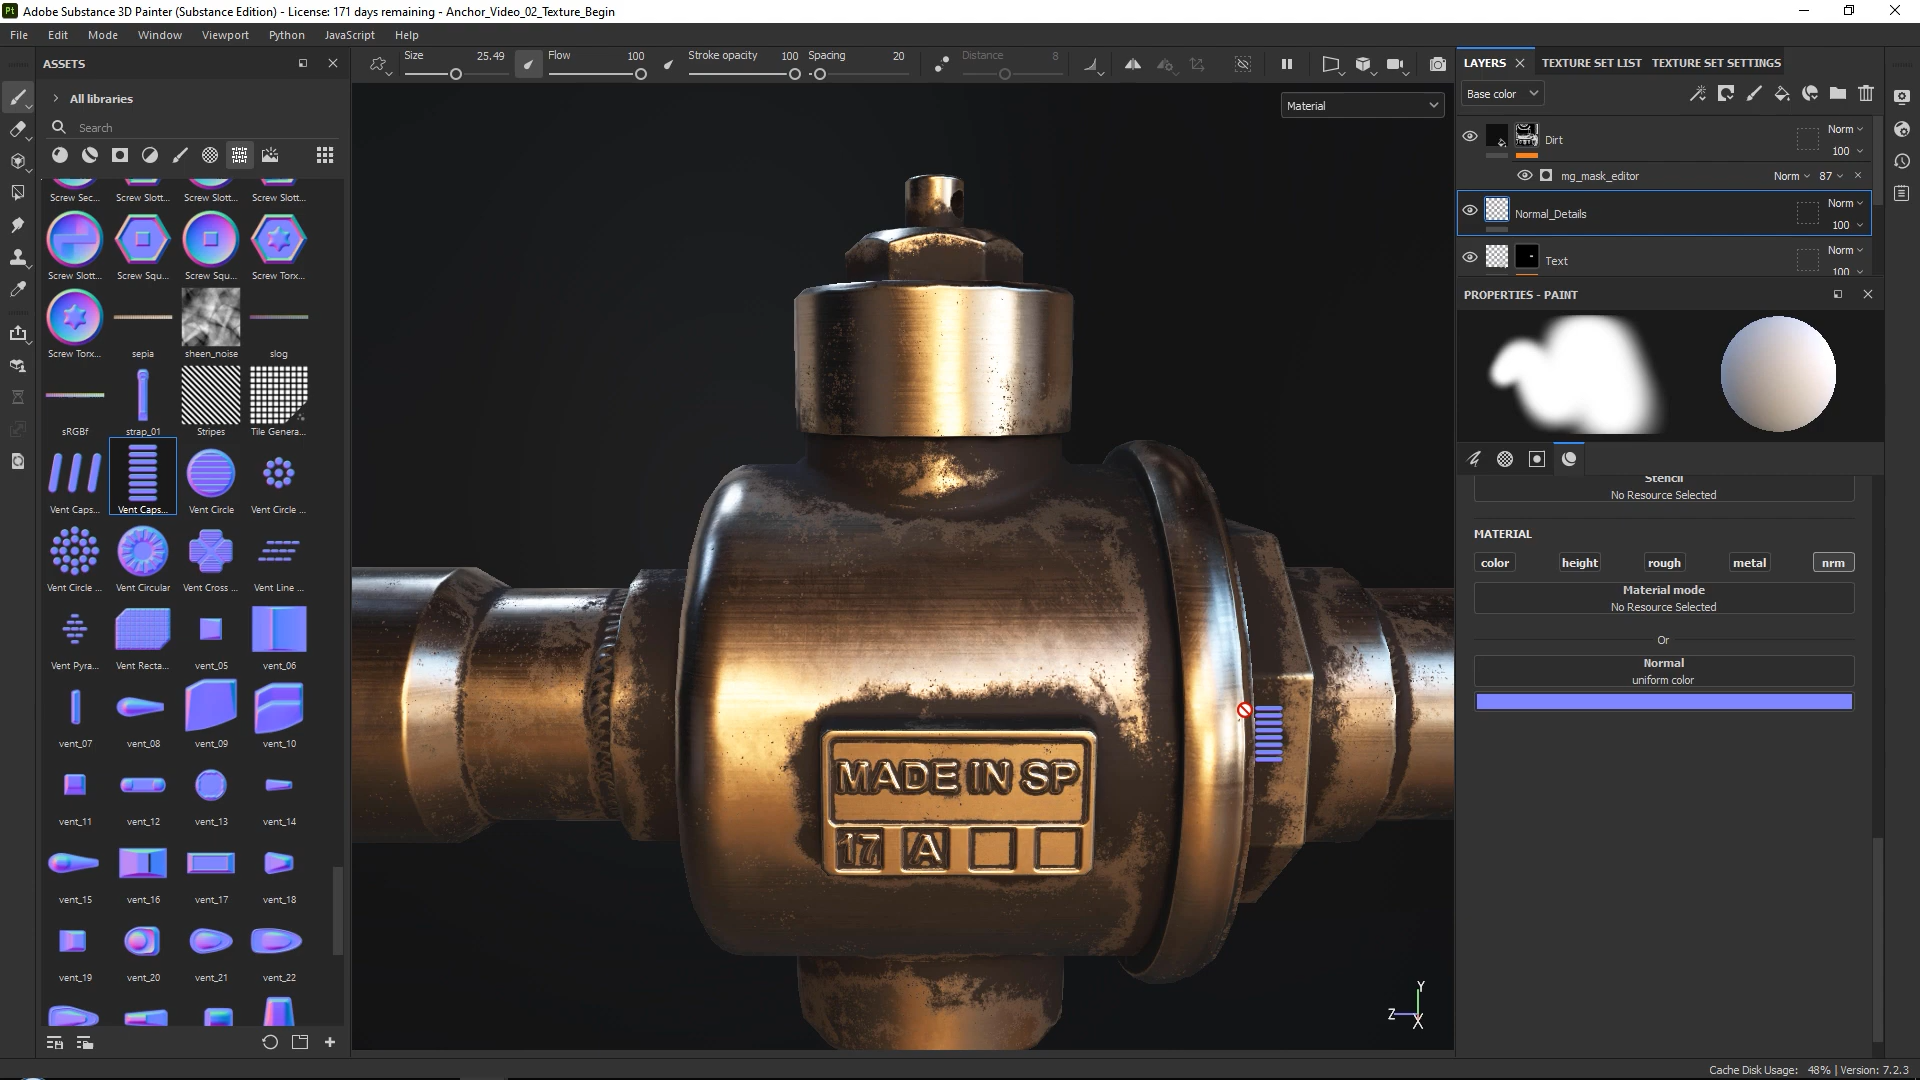 Adobe Substance 3D Painter (Substance Edition) - License: 171 days remaining - Anchor_Video_02_Texture_Begin
File Edit Mode Window Viewport Python JavaScript Help
ASSETS
Size 25.49 Flow 100 Stroke opacity 100 Spacing 20 Distance 8
LAYERS TEXTURE SET LIST TEXTURE SET SETTINGS
All libraries
Search
Material
Base color
Dirt Norm
100
mg_mask_editor Norm 87
Normal_Details Norm
100
Text Norm
100
Screw Sec... Screw Slott... Screw Slott... Screw Slott...
Screw Slott... Screw Squ... Screw Squ... Screw Torx...
Screw Torx... sepia sheen_noise slog
sRGBf strap_01 Stripes Tile Genera...
Vent Caps... Vent Caps... Vent Circle Vent Circle ...
Vent Circle ... Vent Circular Vent Cross ... Vent Line ...
Vent Pyra... Vent Recta... vent_05 vent_06
vent_07 vent_08 vent_09 vent_10
vent_11 vent_12 vent_13 vent_14
vent_15 vent_16 vent_17 vent_18
vent_19 vent_20 vent_21 vent_22
MADE IN SP
17 A
Y
Z
X
PROPERTIES - PAINT
Stencil
No Resource Selected
MATERIAL
color height rough metal nrm
Material mode
No Resource Selected
Or
Normal
uniform color
Cache Disk Usage: 48% | Version: 7.2.3